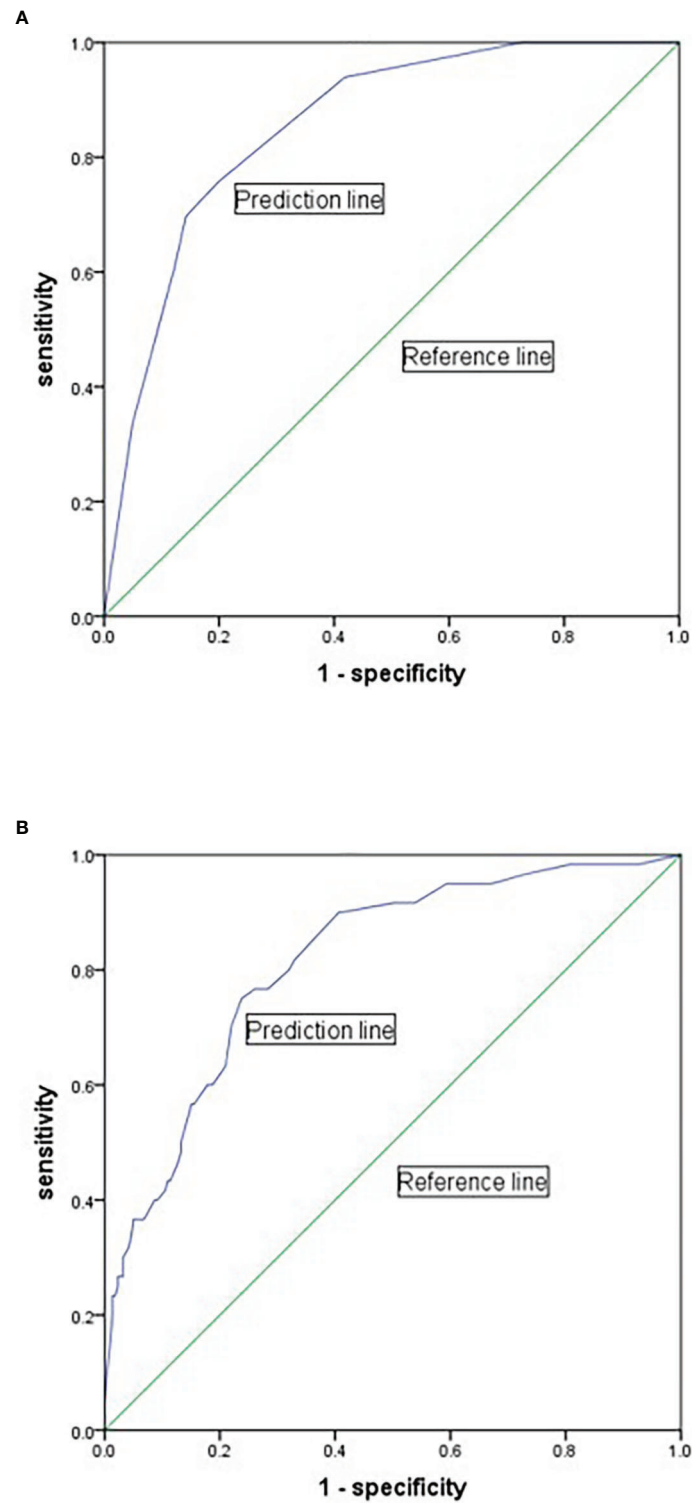 A
1.0
0.8
Prediction line
0.6
Reference line
0.4
0.2
0.0
0.0 0.2 0.4 0.6 0.8 1.0
sensitivity
1 - specificity
B
1.0
0.8
Prediction line
0.6
Reference line
0.4
0.2
0.0
0.0 0.2 0.4 0.6 0.8 1.0
sensitivity
1 - specificity